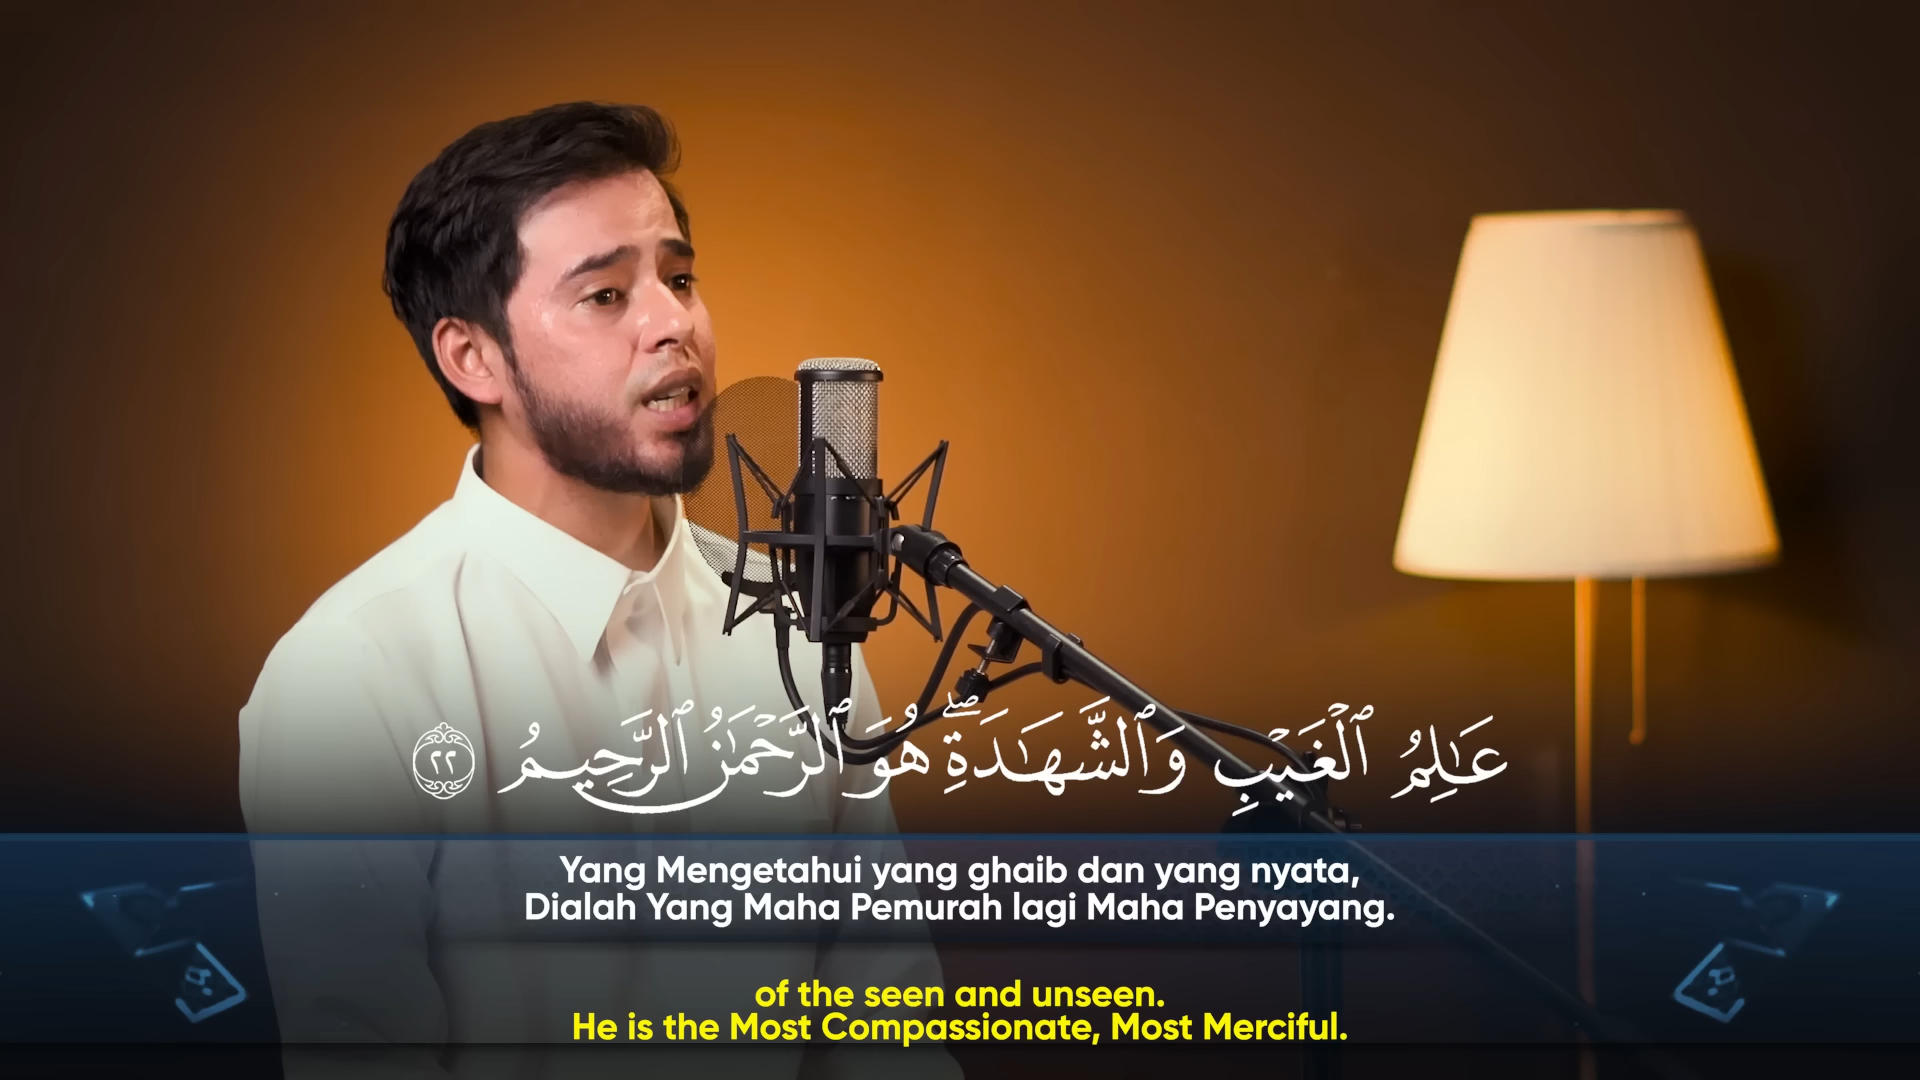 عَـٰلِمُ ٱلْغَيْبِ وَٱلشَّهَـٰدَةِ ۖ هُوَ ٱلرَّحْمَـٰنُ ٱلرَّحِيمُ ٢٢
Yang Mengetahui yang ghaib dan yang nyata,
Dialah Yang Maha Pemurah lagi Maha Penyayang.
of the seen and unseen.
He is the Most Compassionate, Most Merciful.